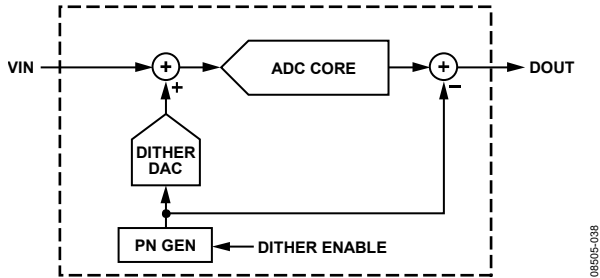 VIN
+
+
ADC CORE
+
−
DOUT
DITHER
DAC
PN GEN
DITHER ENABLE
08505-038